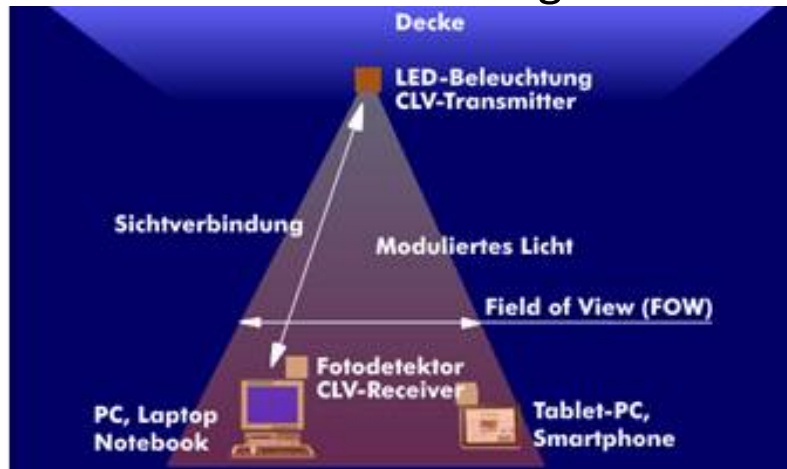 Decke
LED-Beleuchtung
CLV-Transmitter
Sichtverbindung
Moduliertes Licht
Field of View (FOW)
Fotodetektor
CLV-Receiver
PC, Laptop
Notebook
Tablet-PC,
Smartphone